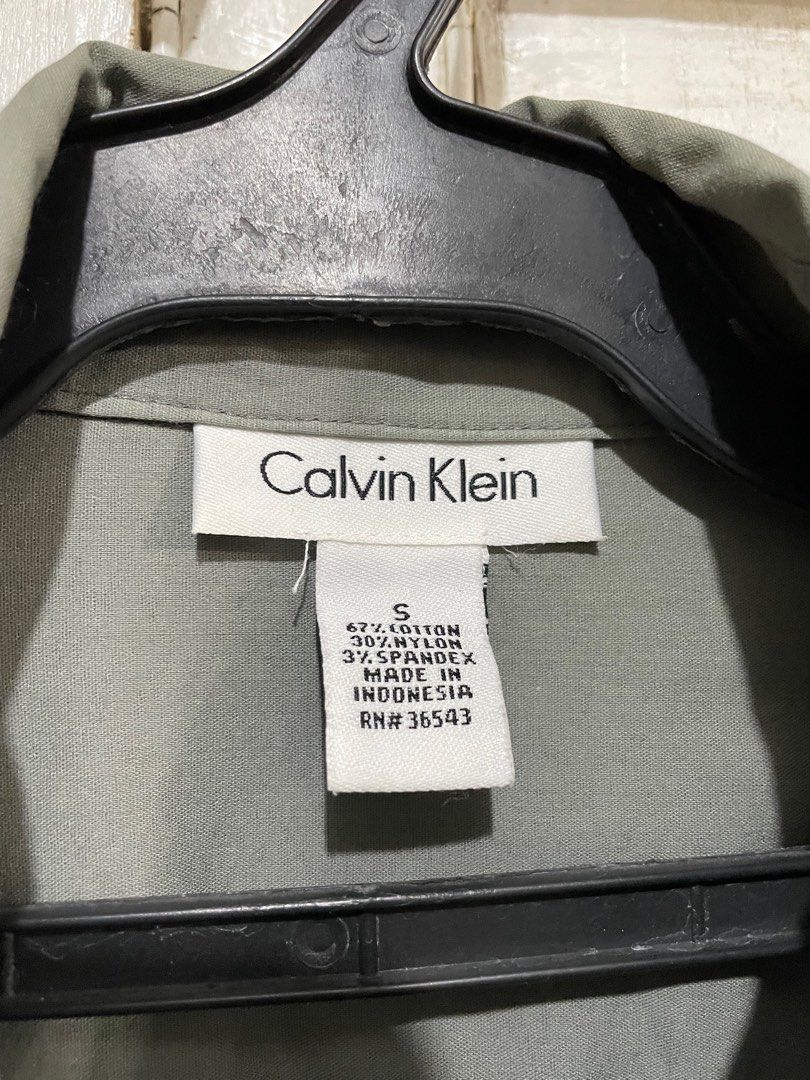 Calvin Klein
S
67% COTTON
30% NYLON
3% SPANDEX
MADE IN
INDONESIA
RN# 36543